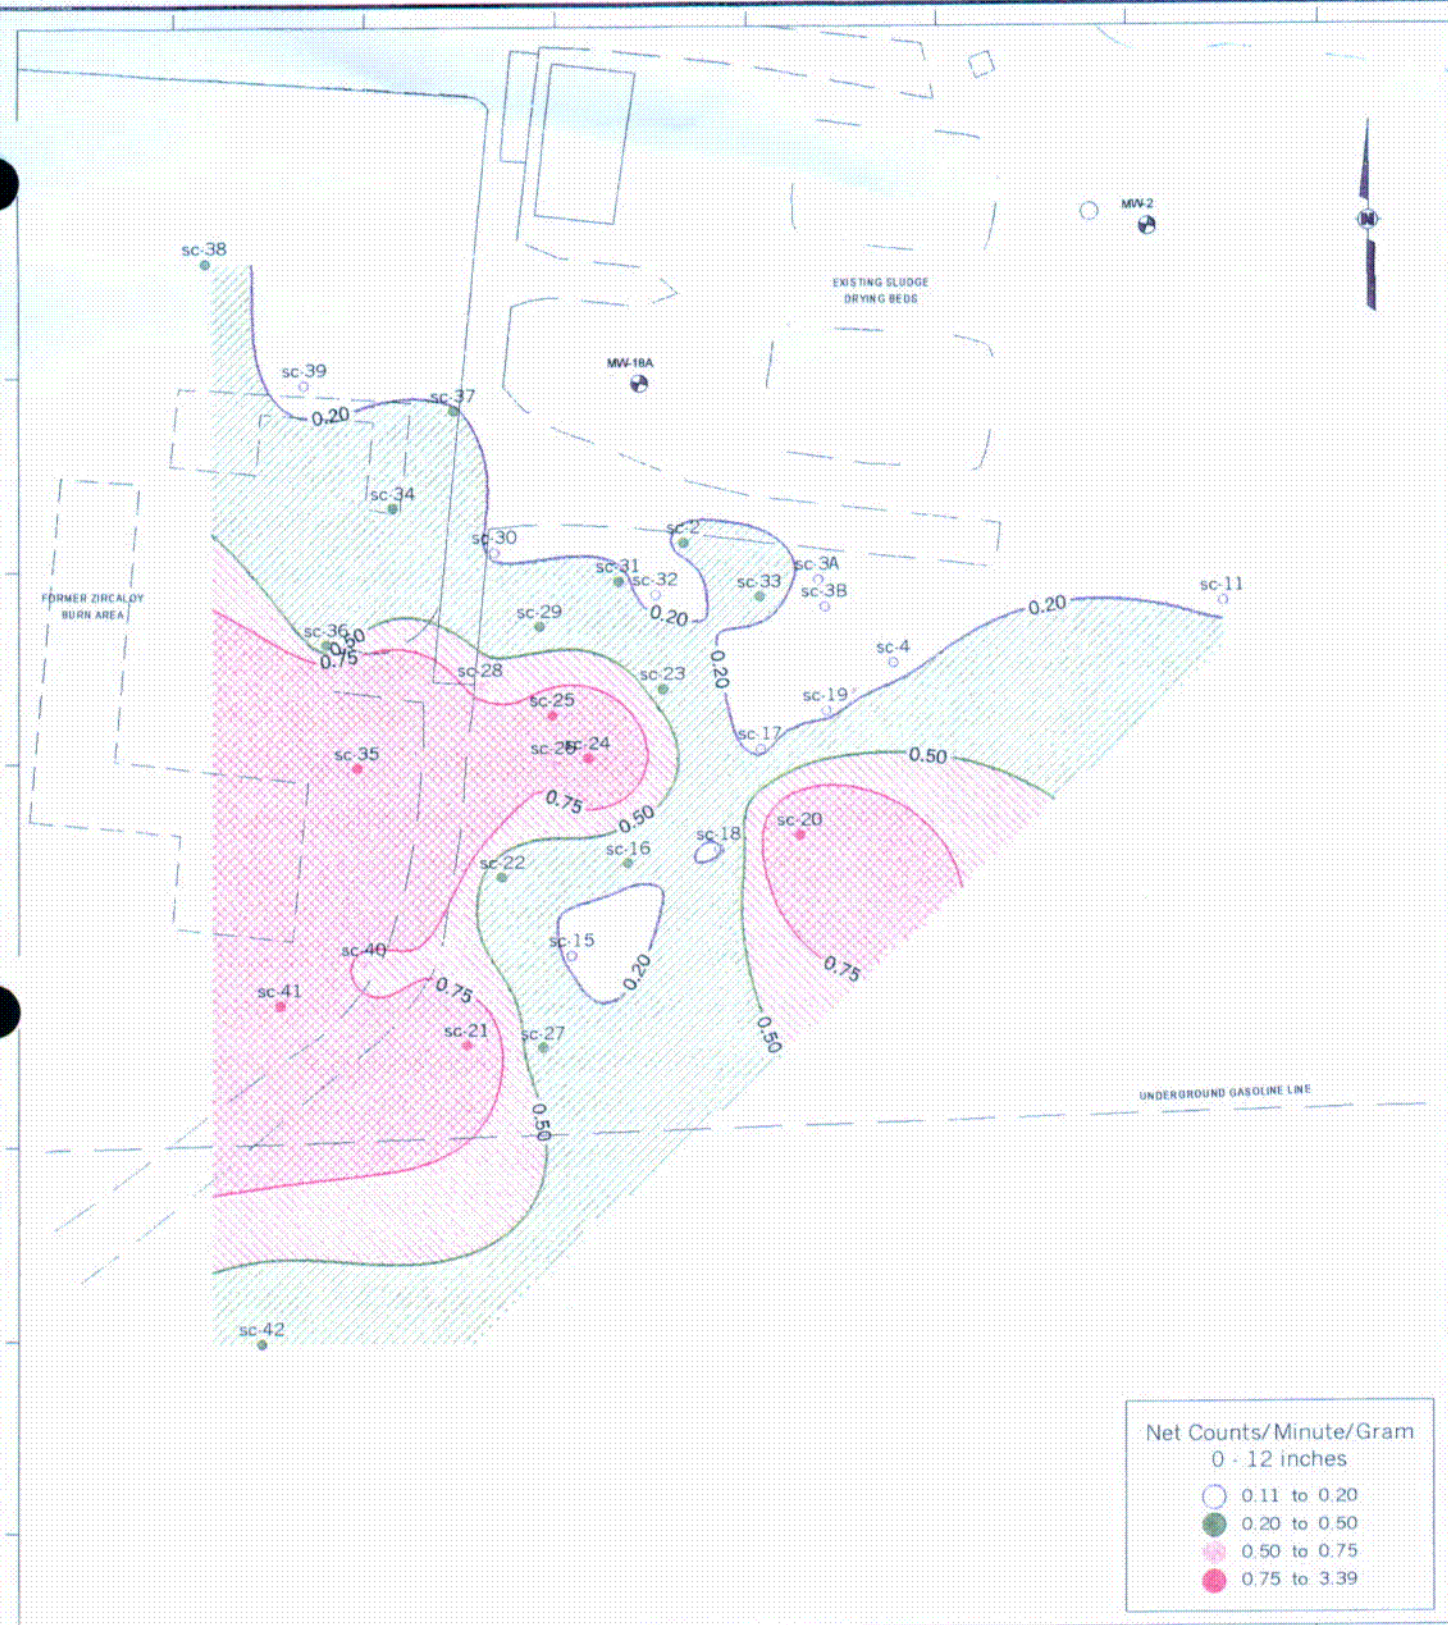 MW-2
N
sc-38
EXISTING SLUDGE
DRYING BEDS
MW-18A
sc-39
sc-37
0.20
sc-34
sc-30
sc-2
sc-31
sc-32
sc-33
sc-3A
sc-3B
sc-11
FORMER ZIRCALOY
BURN AREA
0.20
0.20
sc-29
sc-36
0.50
0.75
sc-28
sc-23
0.20
sc-4
sc-25
sc-19
sc-17
sc-35
sc-24
0.50
0.75
0.50
sc-20
sc-18
sc-22
sc-16
sc-15
sc-40
0.20
0.75
sc-41
0.75
sc-21
sc-27
0.50
0.50
UNDERGROUND GASOLINE LINE
sc-42
Net Counts/Minute/Gram
0 - 12 inches
0.11 to 0.20
0.20 to 0.50
0.50 to 0.75
0.75 to 3.39